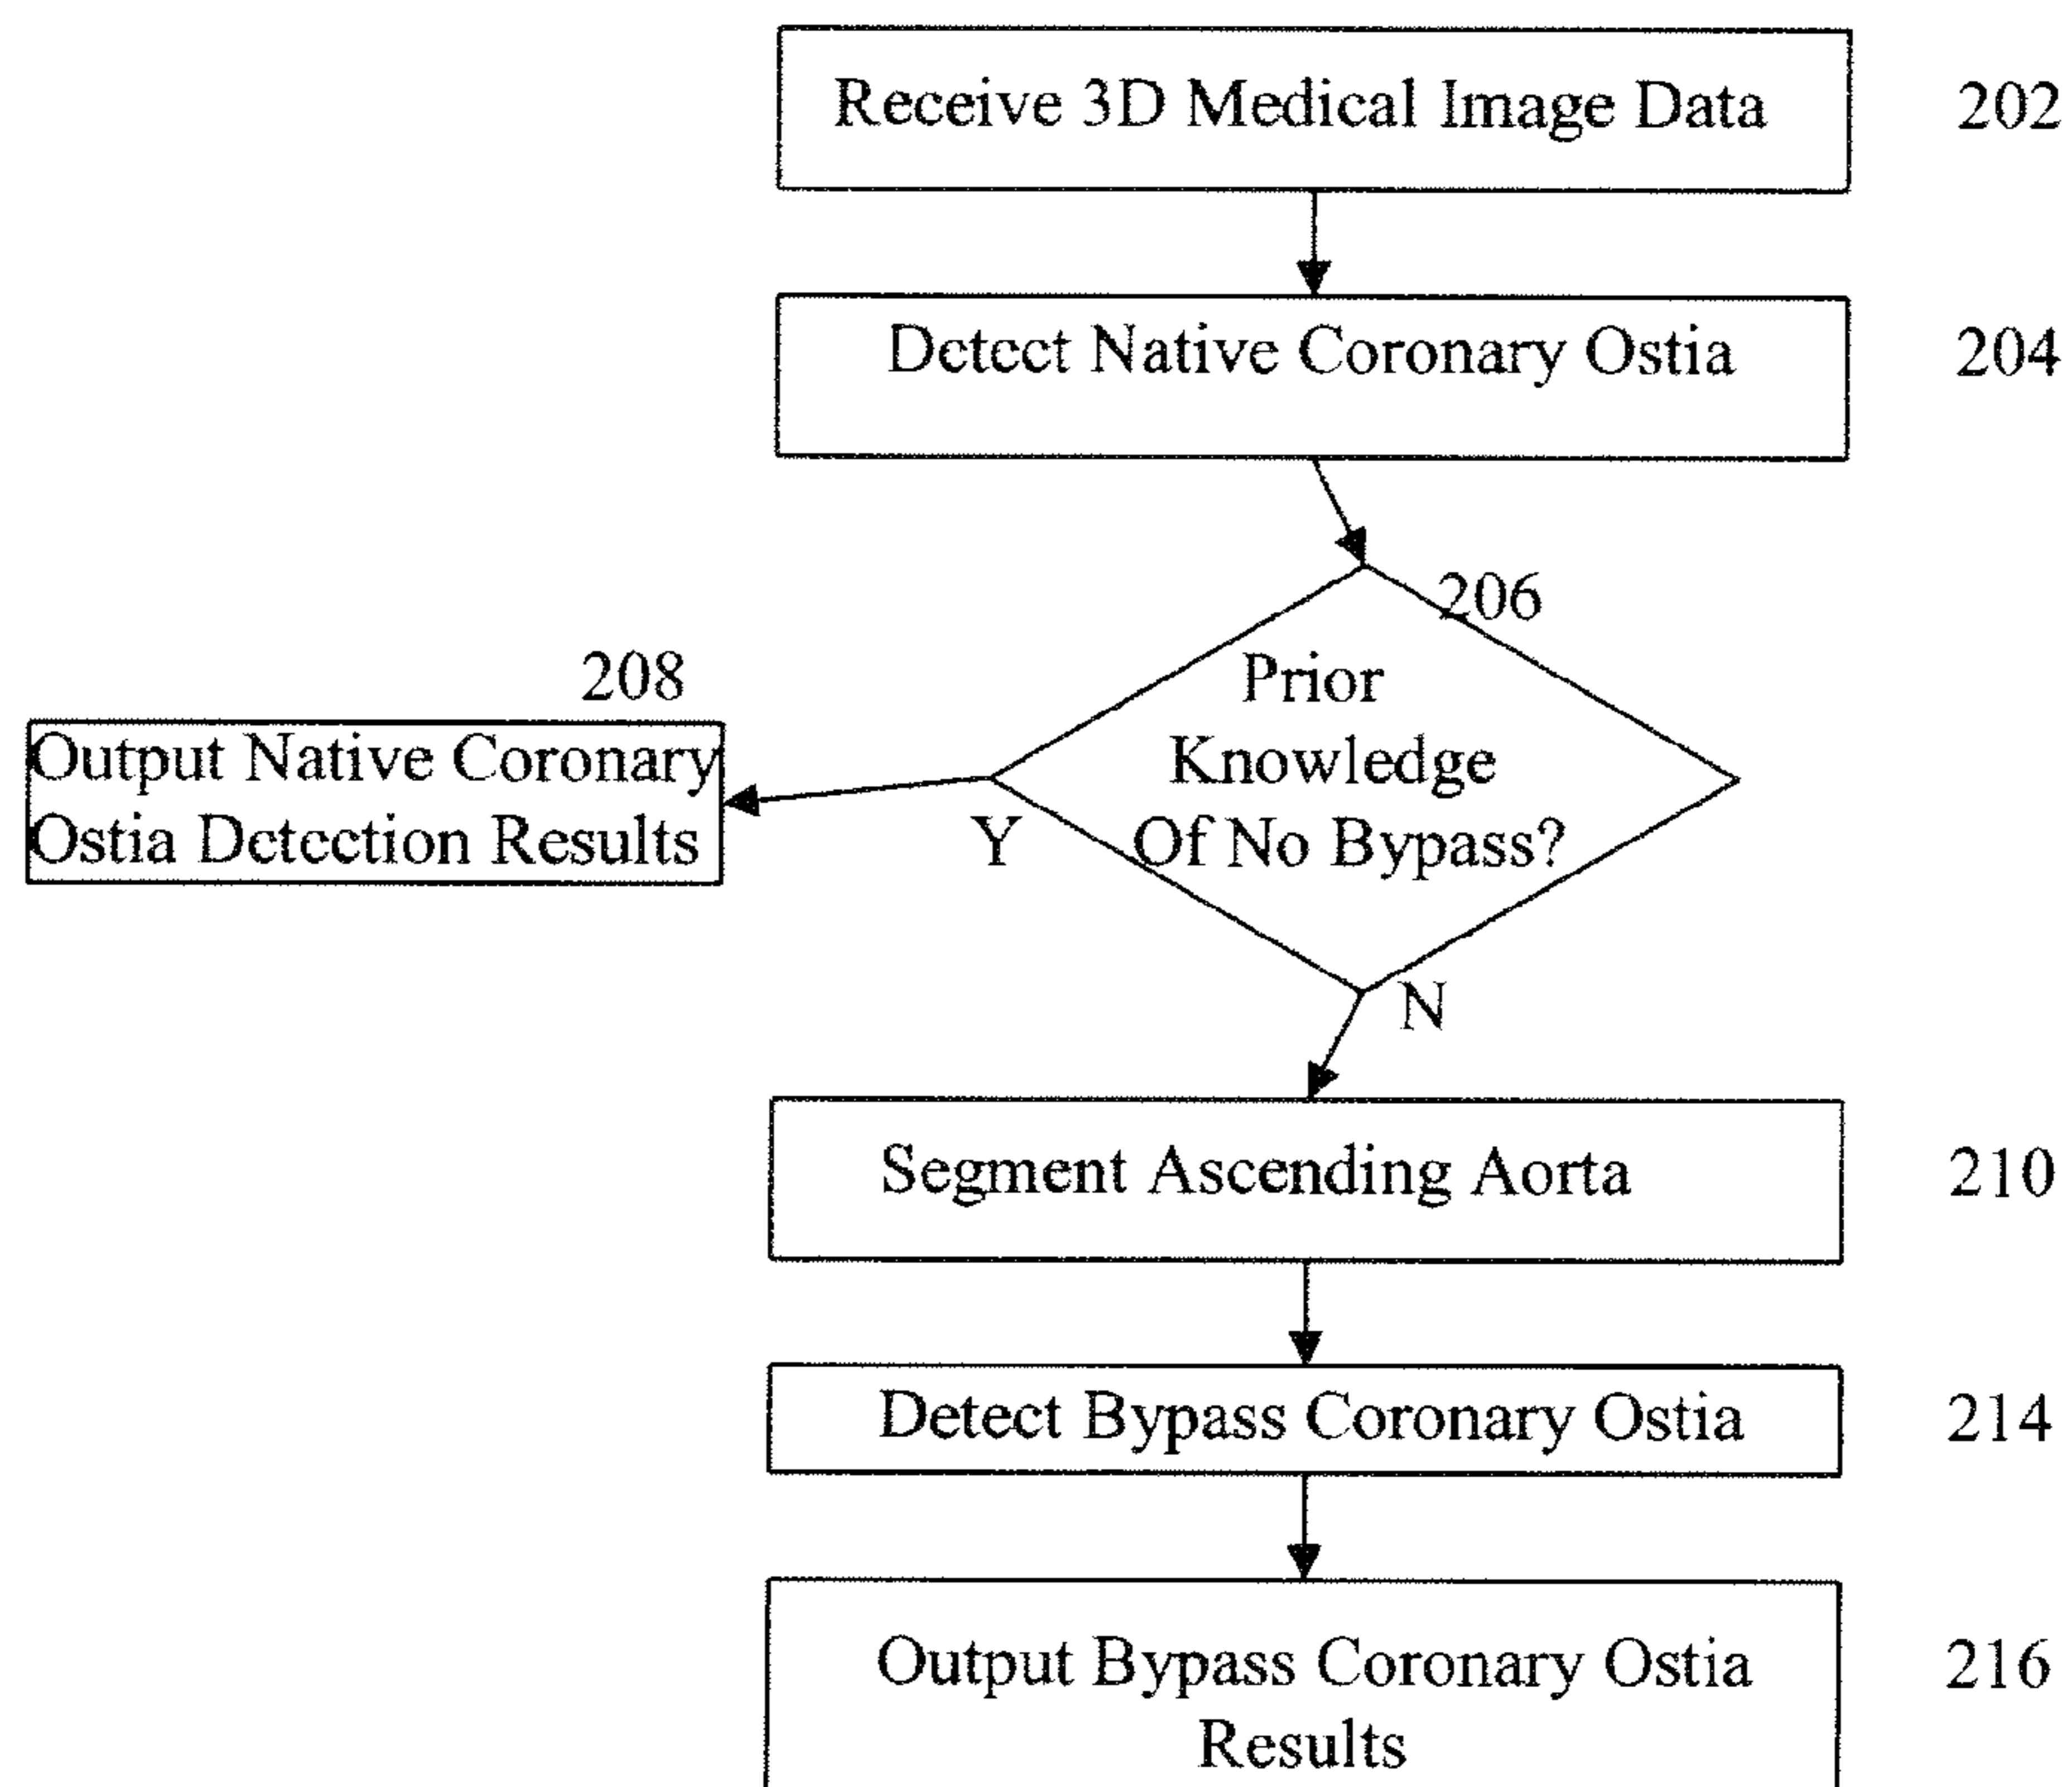 Receive 3D Medical Image Data
202
Detect Native Coronary Ostia
204
206
Prior
Knowledge
Of No Bypass?
208
Output Native Coronary
Ostia Detection Results
Y
N
Segment Ascending Aorta
210
Detect Bypass Coronary Ostia
214
Output Bypass Coronary Ostia
Results
216